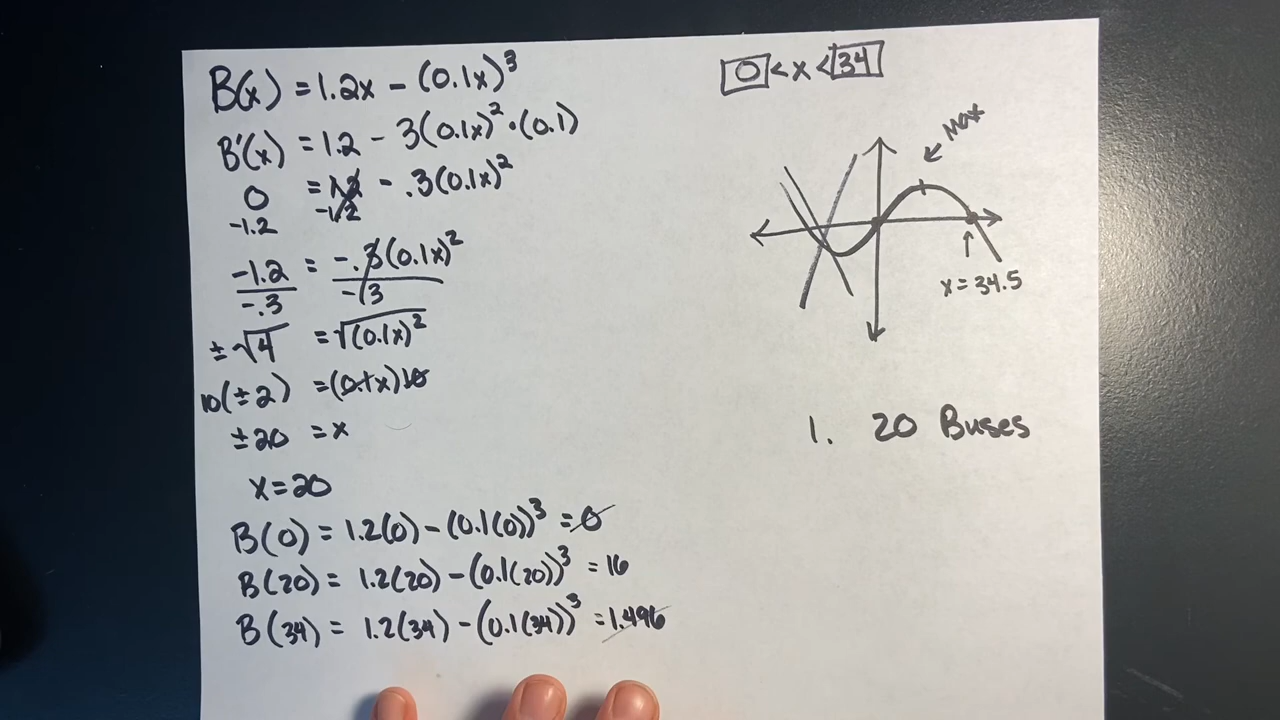 B(x) = 1.2x - (0.1x)³
B'(x) = 1.2 - 3(0.1x)²·(0.1)
0 = 1.2 - .3(0.1x)²
-1.2 -1.2
-1.2 = -.3(0.1x)²
-.3 -.3
±√4 = √(0.1x)²
10(±2) = (0.1x)10
±20 = x
x=20
B(0) = 1.2(0) - (0.1(0))³ = 0
B(20) = 1.2(20) - (0.1(20))³ = 16
B(34) = 1.2(34) - (0.1(34))³ = 1.496
0 < x < 34
Max
x = 34.5
1. 20 Buses